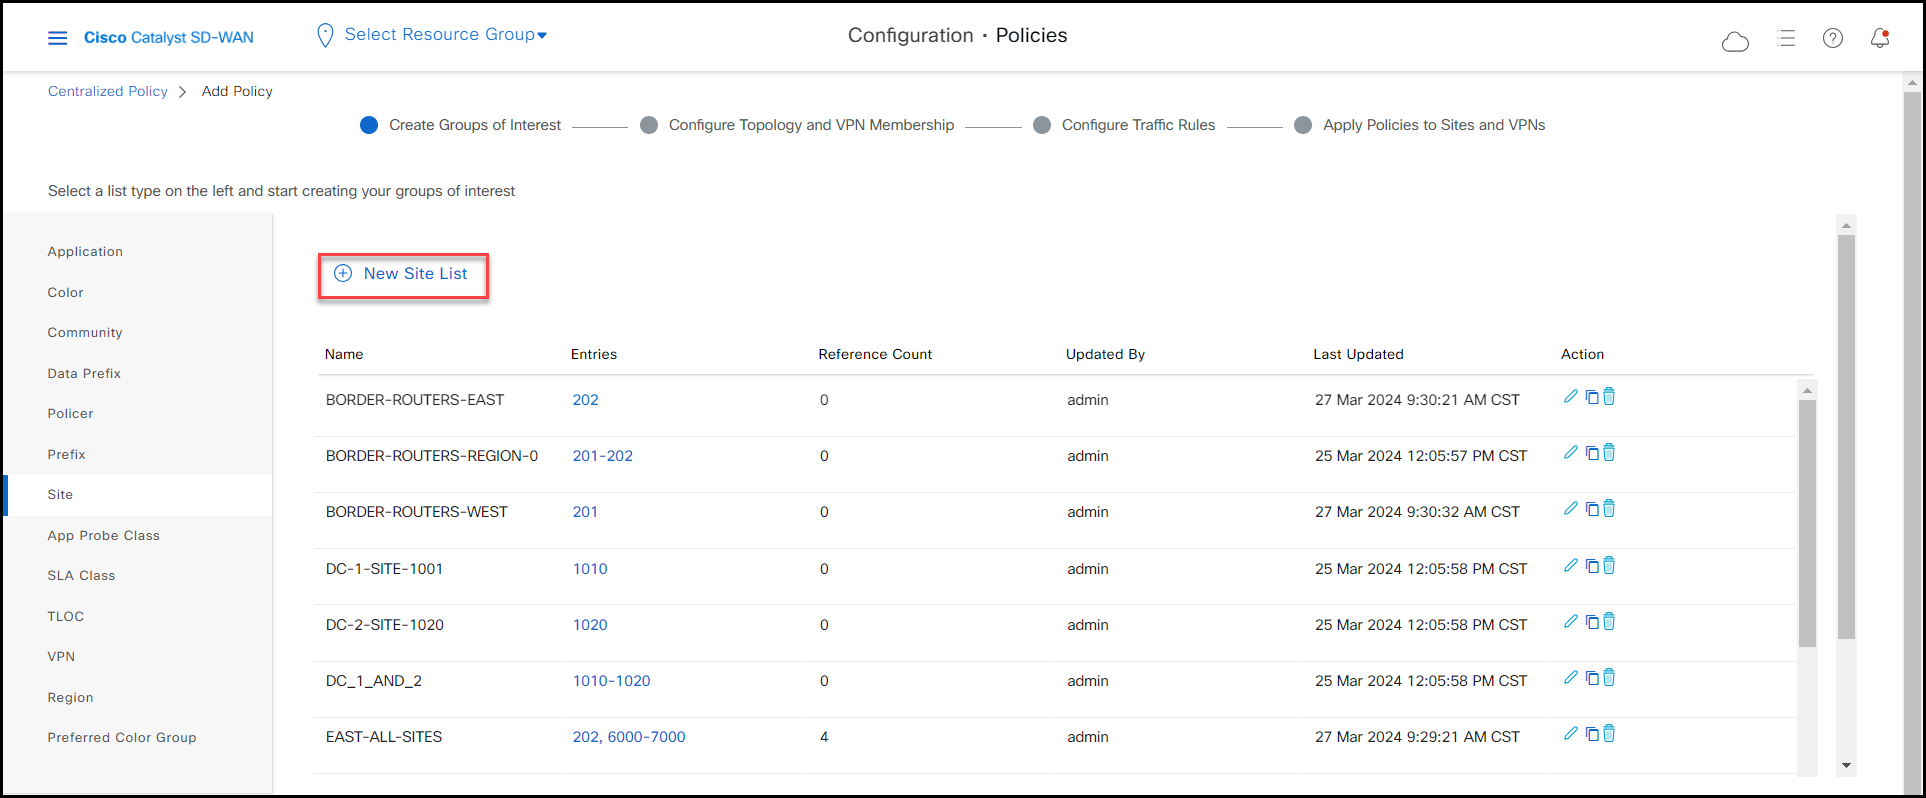 Cisco Catalyst SD-WAN Select Resource Group Configuration · Policies
Centralized Policy > Add Policy
Create Groups of Interest Configure Topology and VPN Membership Configure Traffic Rules Apply Policies to Sites and VPNs
Select a list type on the left and start creating your groups of interest
Application
Color
Community
Data Prefix
Policer
Prefix
Site
App Probe Class
SLA Class
TLOC
VPN
Region
Preferred Color Group
New Site List
Name Entries Reference Count Updated By Last Updated Action
BORDER-ROUTERS-EAST 202 0 admin 27 Mar 2024 9:30:21 AM CST
BORDER-ROUTERS-REGION-0 201-202 0 admin 25 Mar 2024 12:05:57 PM CST
BORDER-ROUTERS-WEST 201 0 admin 27 Mar 2024 9:30:32 AM CST
DC-1-SITE-1001 1010 0 admin 25 Mar 2024 12:05:58 PM CST
DC-2-SITE-1020 1020 0 admin 25 Mar 2024 12:05:58 PM CST
DC_1_AND_2 1010-1020 0 admin 25 Mar 2024 12:05:58 PM CST
EAST-ALL-SITES 202, 6000-7000 4 admin 27 Mar 2024 9:29:21 AM CST